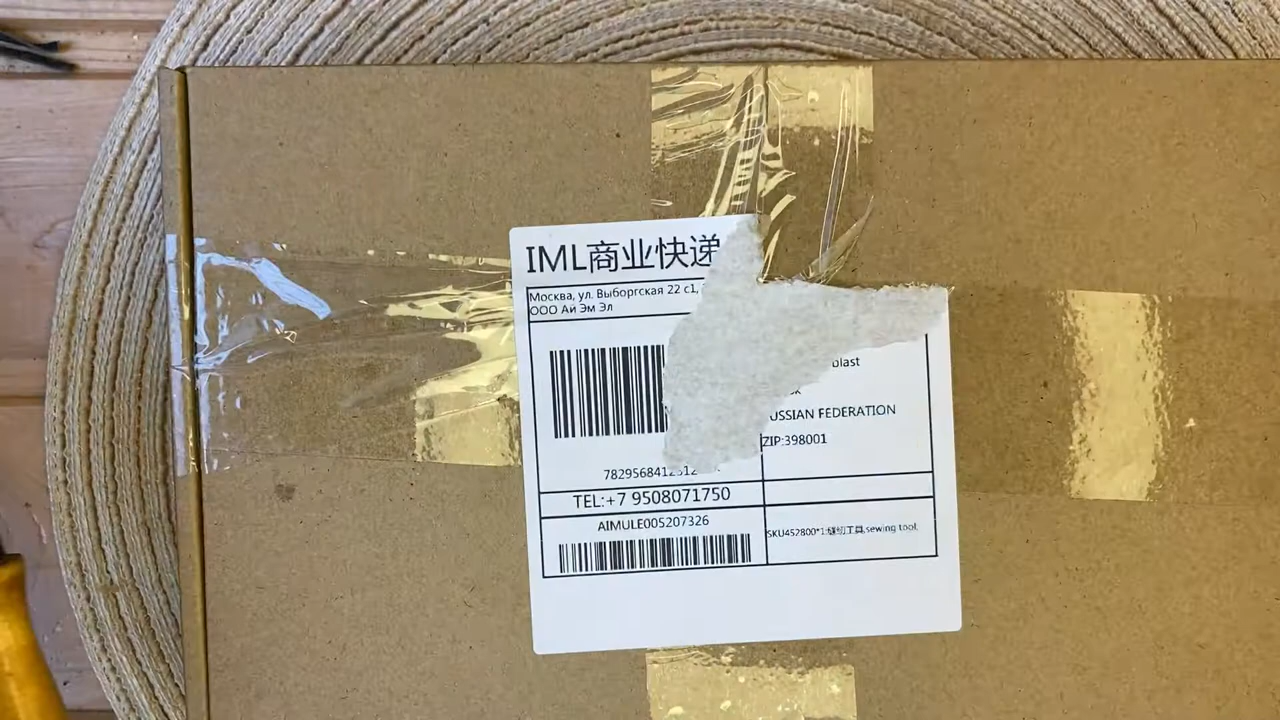 IML商业快递
Москва, ул. Выборгская 22 с1,
ООО Ай Эм Эл
blast
USSIAN FEDERATION
ZIP:398001
TEL:+7 9508071750
AIMULE005207326
SKU452800*1:缝纫工具,sewing tool,